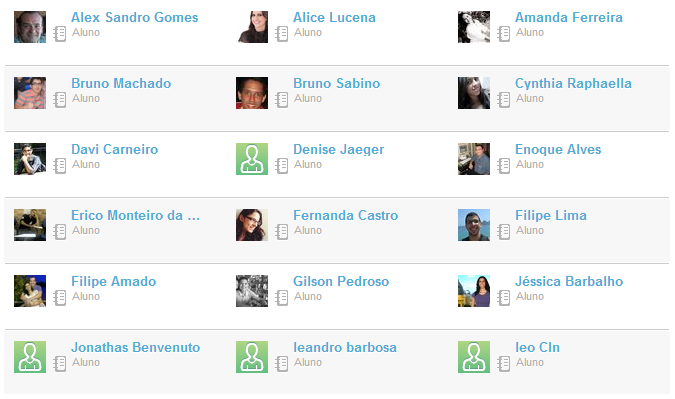 Alex Sandro Gomes
Aluno
Alice Lucena
Aluno
Amanda Ferreira
Aluno
Bruno Machado
Aluno
Bruno Sabino
Aluno
Cynthia Raphaella
Aluno
Davi Carneiro
Aluno
Denise Jaeger
Aluno
Enoque Alves
Aluno
Erico Monteiro da ...
Aluno
Fernanda Castro
Aluno
Filipe Lima
Aluno
Filipe Amado
Aluno
Gilson Pedroso
Aluno
Jéssica Barbalho
Aluno
Jonathas Benvenuto
Aluno
leandro barbosa
Aluno
leo CIn
Aluno